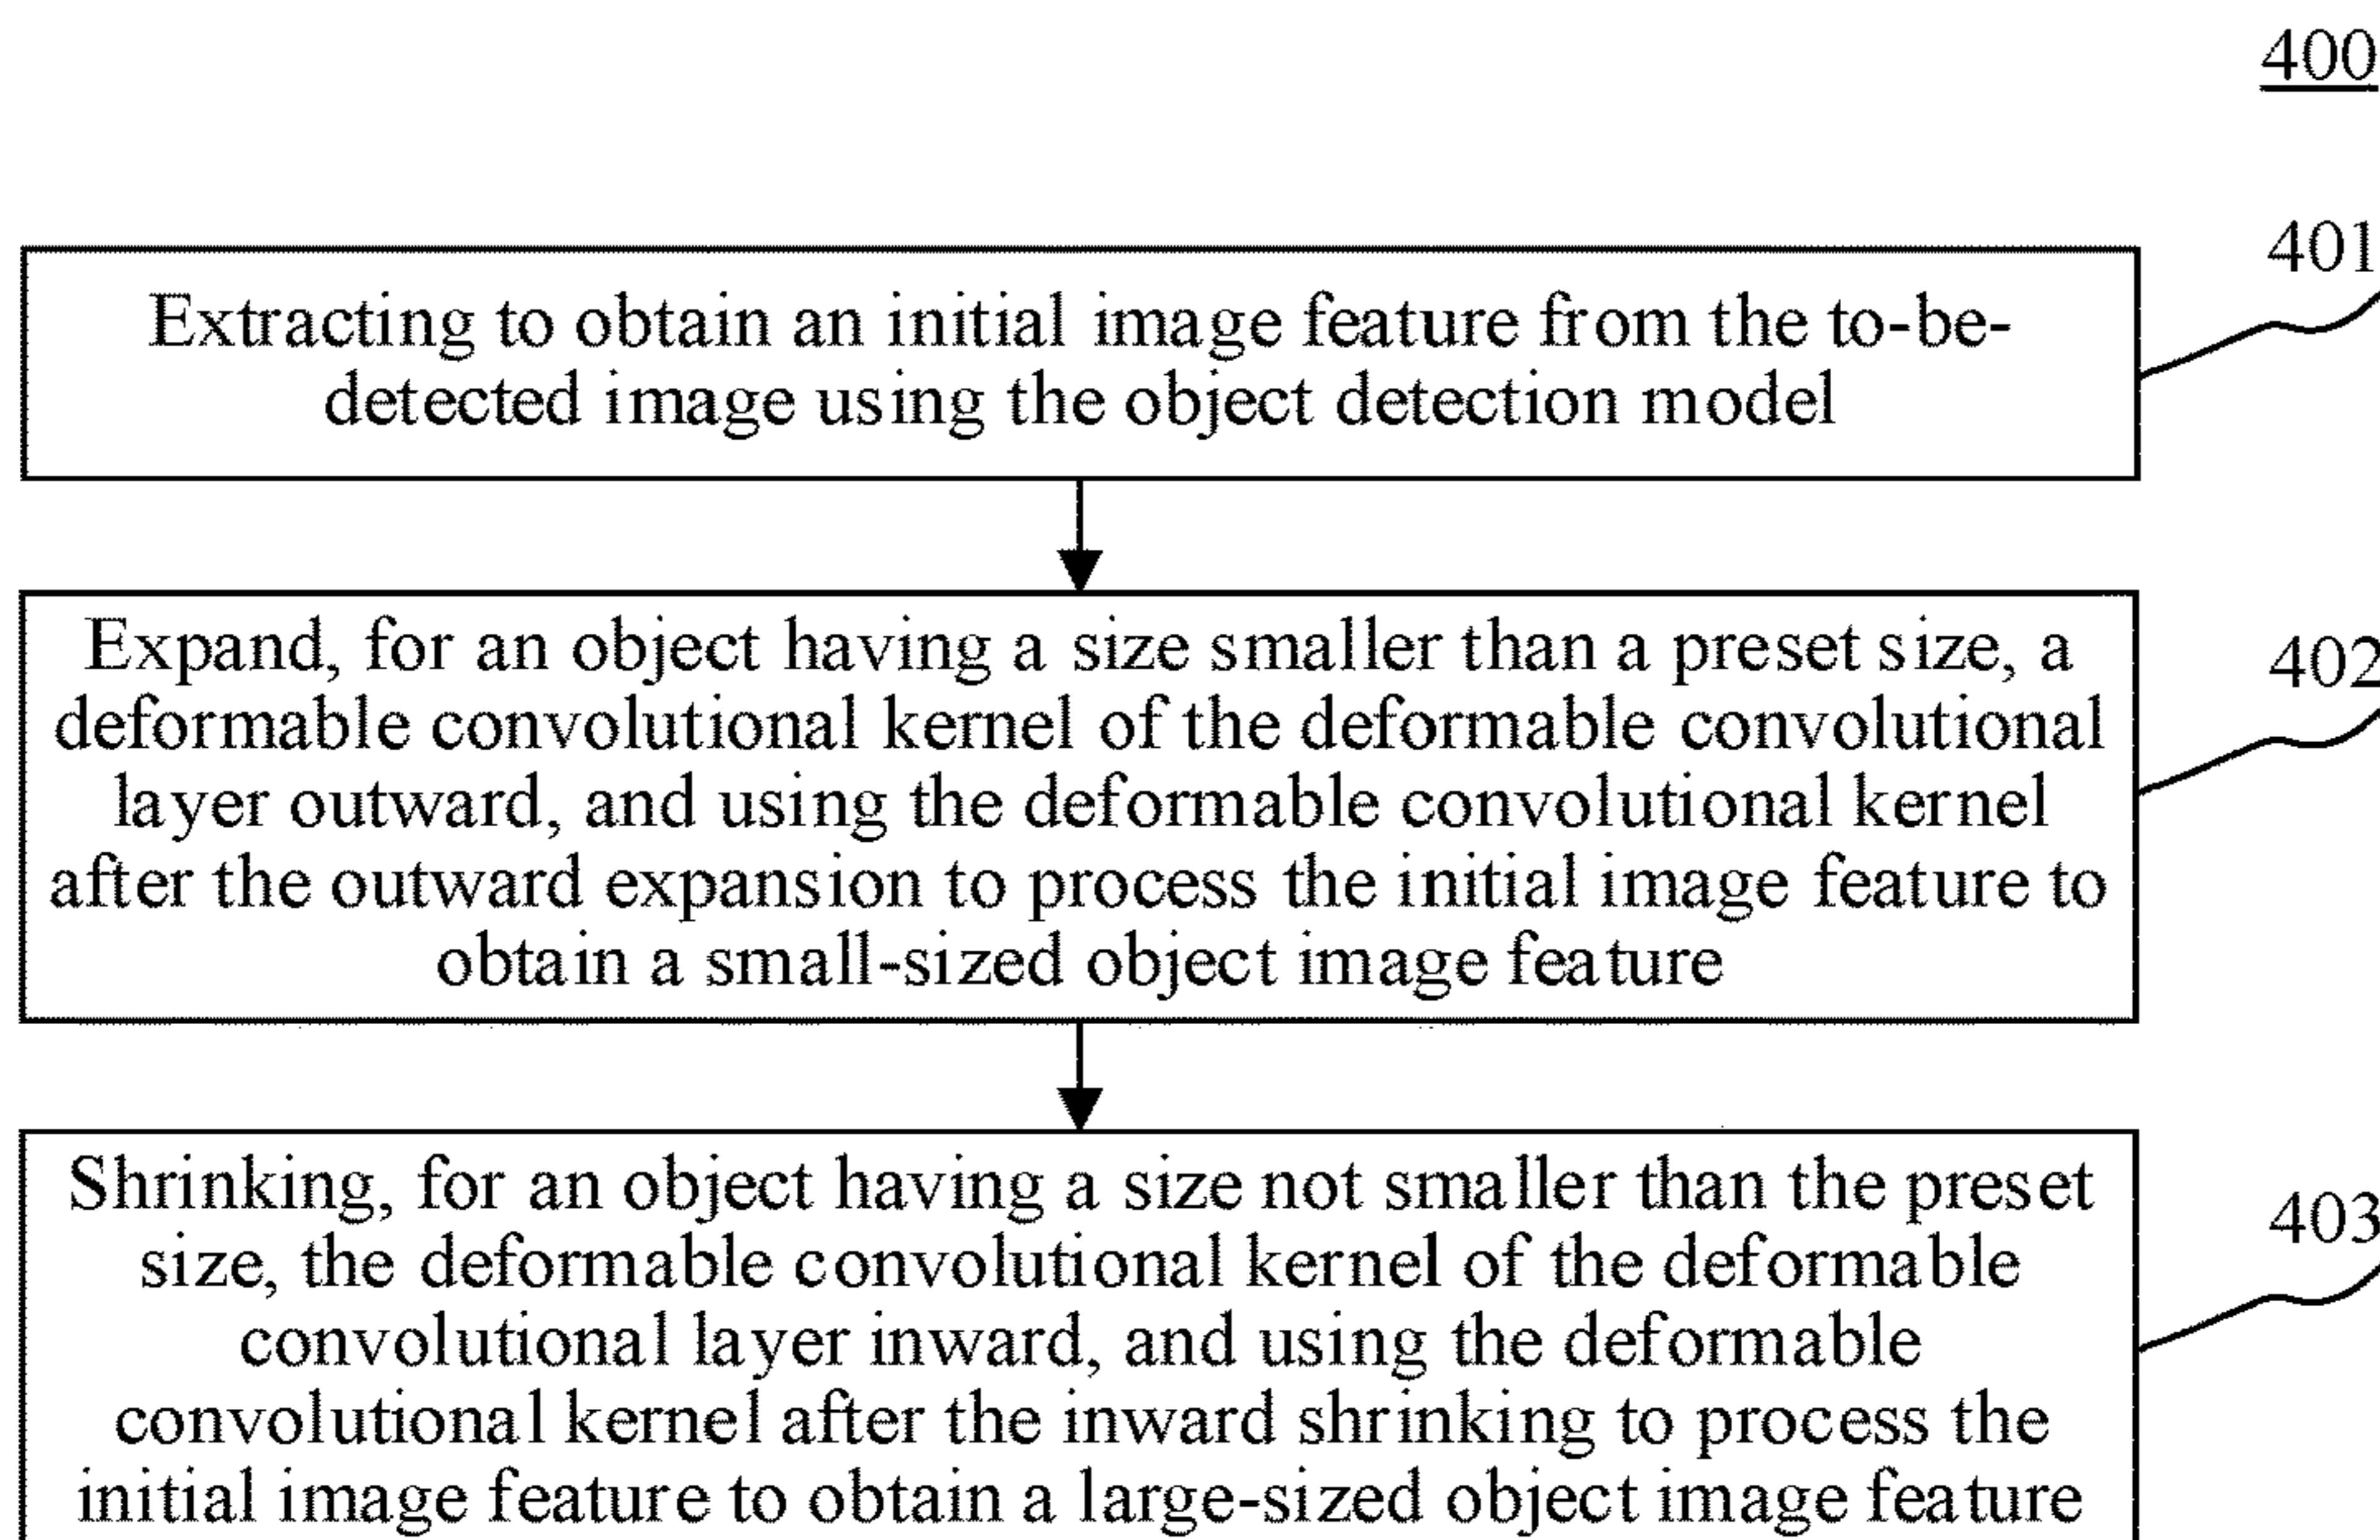 400
401
Extracting to obtain an initial image feature from the to-be-
detected image using the object detection model
402
Expand, for an object having a size smaller than a preset size, a
deformable convolutional kernel of the deformable convolutional
layer outward, and using the deformable convolutional kernel
after the outward expansion to process the initial image feature to
obtain a small-sized object image feature
403
Shrinking, for an object having a size not smaller than the preset
size, the deformable convolutional kernel of the deformable
convolutional layer inward, and using the deformable
convolutional kernel after the inward shrinking to process the
initial image feature to obtain a large-sized object image feature